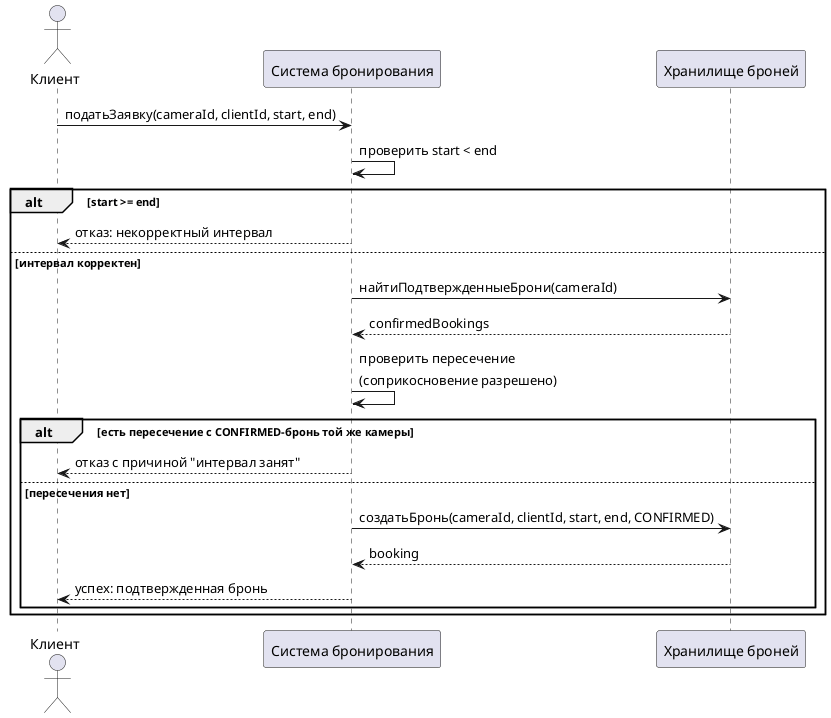 Клиент
Система бронирования
Хранилище броней
податьЗаявку(cameraId, clientId, start, end)
проверить start < end
alt [start >= end]
отказ: некорректный интервал
[интервал корректен]
найтиПодтвержденныеБрони(cameraId)
confirmedBookings
проверить пересечение
(соприкосновение разрешено)
alt [есть пересечение с CONFIRMED-бронь той же камеры]
отказ с причиной "интервал занят"
[пересечения нет]
создатьБронь(cameraId, clientId, start, end, CONFIRMED)
booking
успех: подтвержденная бронь
Клиент
Система бронирования
Хранилище броней